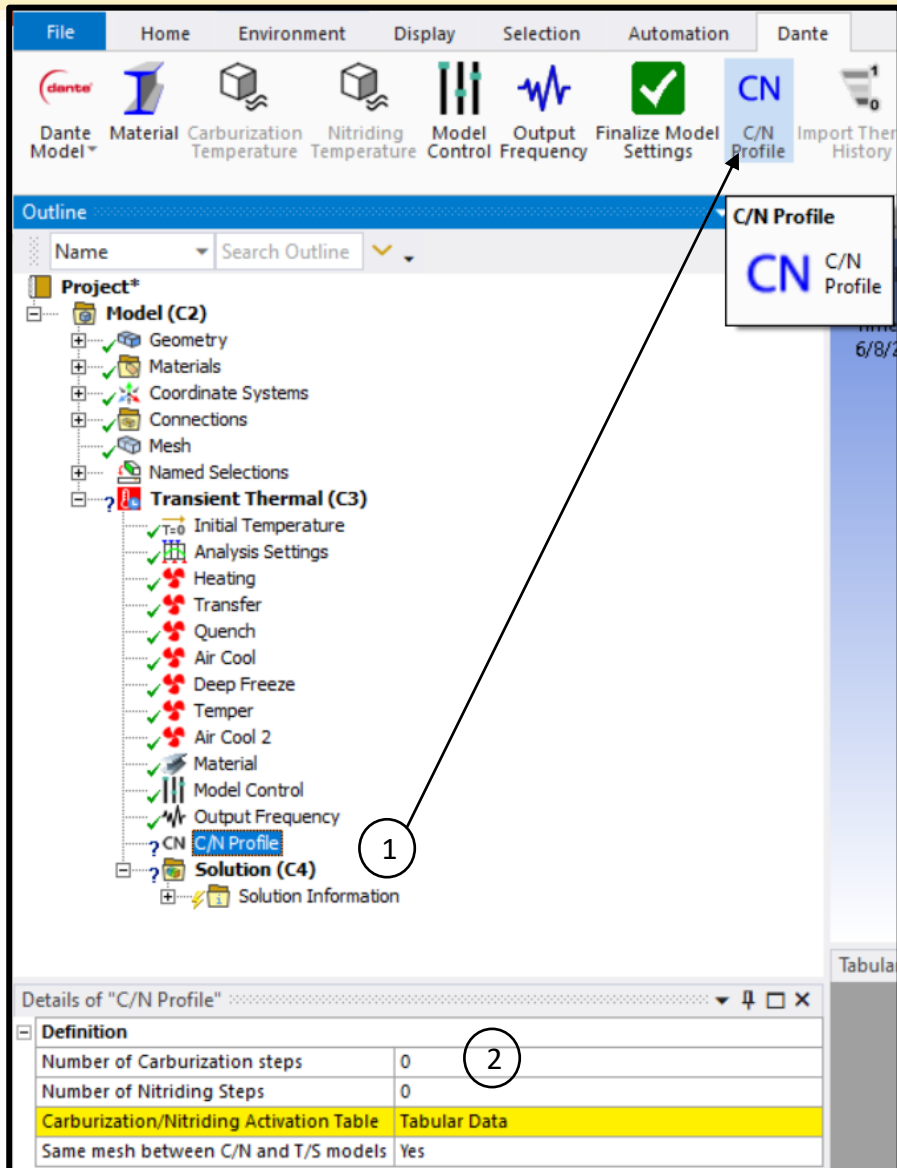 File Home Environment Display Selection Automation Dante
dante
CN
1
0
Dante Material Carburization Nitriding Model Output Finalize Model C/N Import
Model Temperature Temperature Control Frequency Settings Profile History
Outline
C/N Profile
Name Search Outline
CN C/N
Profile
Project*
Model (C2)
Geometry
6/8/
Materials
Coordinate Systems
Connections
Mesh
Named Selections
? Transient Thermal (C3)
T=0 Initial Temperature
Analysis Settings
Heating
Transfer
Quench
Air Cool
Deep Freeze
Temper
Air Cool 2
Material
Model Control
Output Frequency
? CN C/N Profile
1
? Solution (C4)
i Solution Information
Details of "C/N Profile"
Definition
Number of Carburization steps 0 2
Number of Nitriding Steps 0
Carburization/Nitriding Activation Table Tabular Data
Same mesh between C/N and T/S models Yes